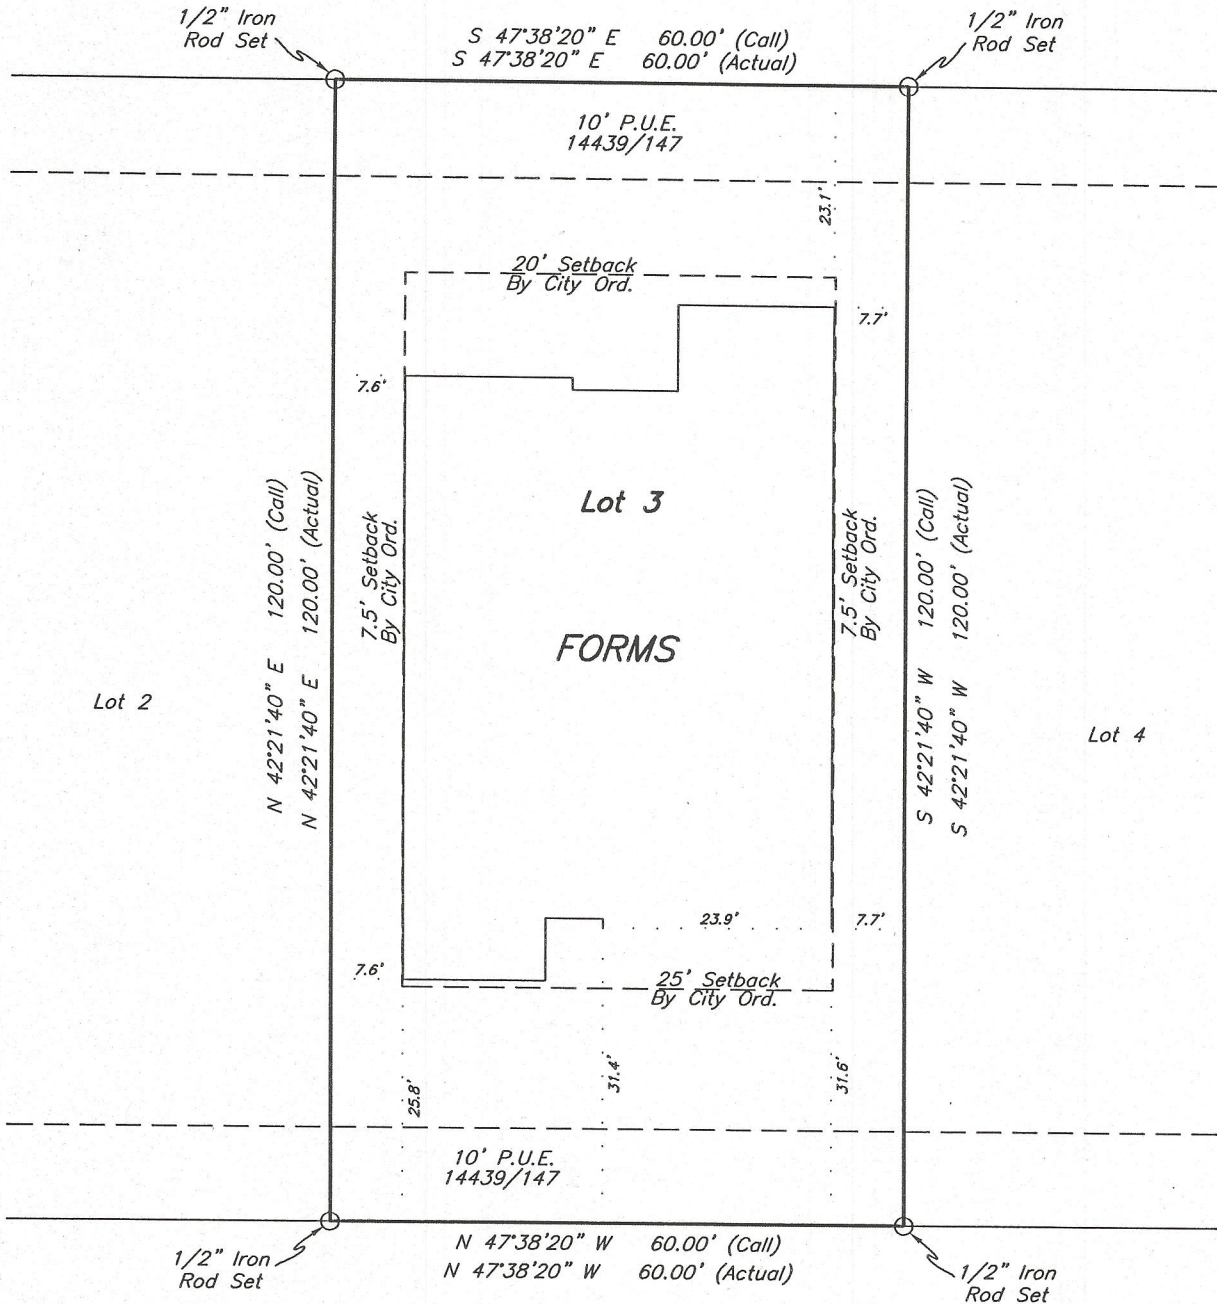 1/2" Iron
Rod Set
S 47°38'20" E 60.00' (Call)
S 47°38'20" E 60.00' (Actual)
1/2" Iron
Rod Set
10' P.U.E.
14439/147
23.1'
20' Setback
By City Ord.
7.7'
7.6'
Lot 3
N 42°21'40" E 120.00' (Call)
N 42°21'40" E 120.00' (Actual)
7.5' Setback
By City Ord.
7.5' Setback
By City Ord.
S 42°21'40" W 120.00' (Call)
S 42°21'40" W 120.00' (Actual)
FORMS
Lot 2
Lot 4
23.9'
7.7'
7.6'
25' Setback
By City Ord.
25.8'
31.4'
31.6'
10' P.U.E.
14439/147
N 47°38'20" W 60.00' (Call)
N 47°38'20" W 60.00' (Actual)
1/2" Iron
Rod Set
1/2" Iron
Rod Set